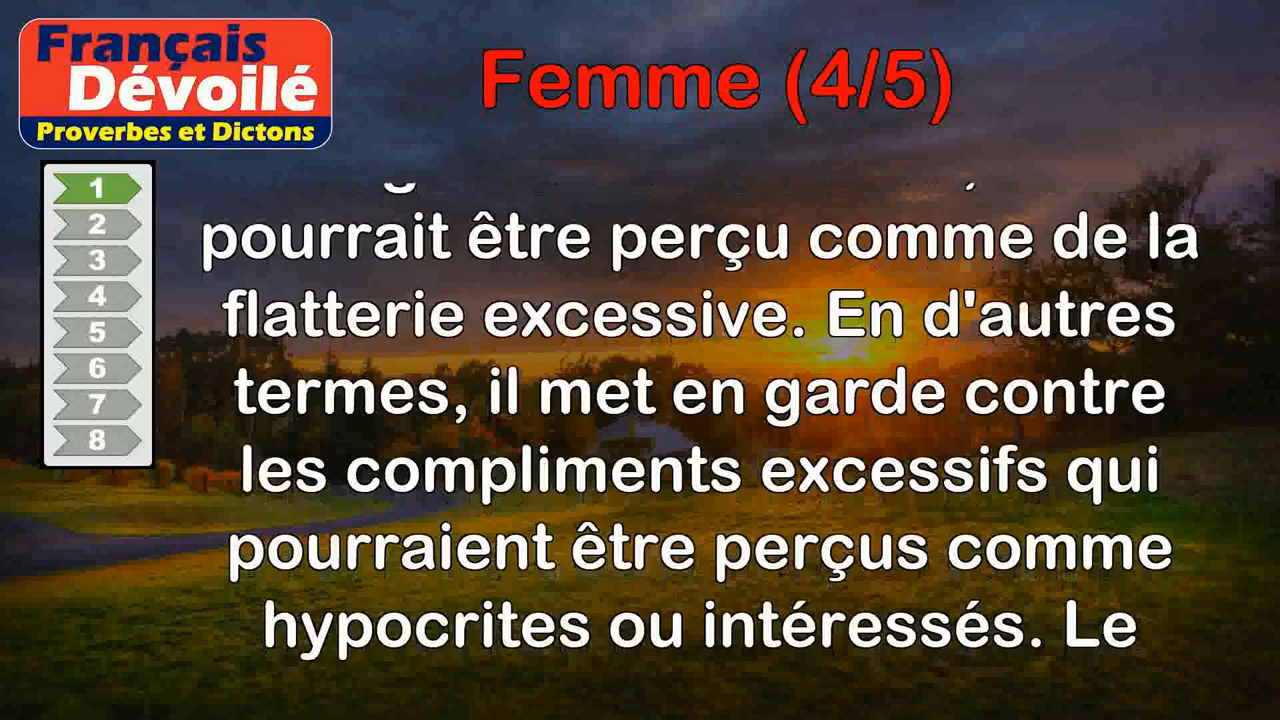 Français
Dévoilé
Proverbes et Dictons
Femme (4/5)
1
2
3
4
5
6
7
8
pourrait être perçu comme de la
flatterie excessive. En d'autres
termes, il met en garde contre
les compliments excessifs qui
pourraient être perçus comme
hypocrites ou intéressés. Le